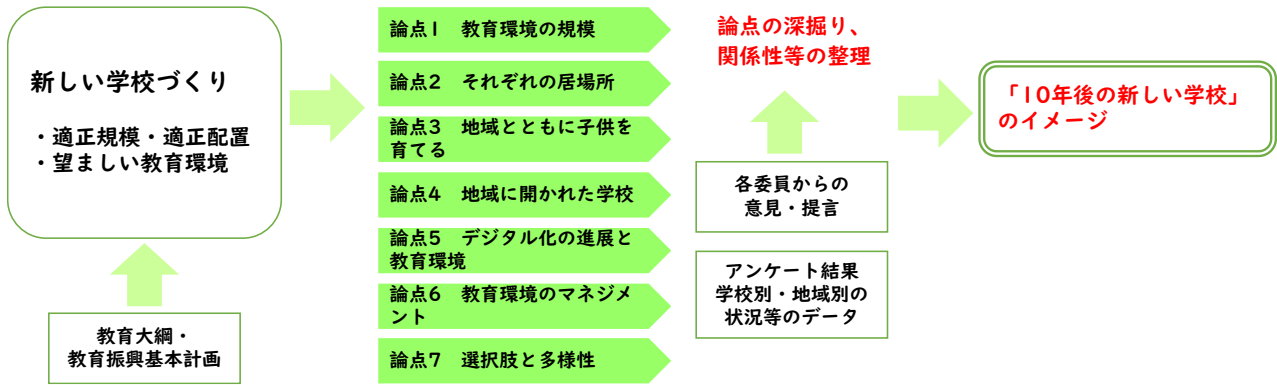 新しい学校づくり
・適正規模・適正配置
・望ましい教育環境
教育大綱・
教育振興基本計画
論点1　教育環境の規模
論点2　それぞれの居場所
論点3　地域とともに子供を
育てる
論点4　地域に開かれた学校
論点5　デジタル化の進展と
教育環境
論点6　教育環境のマネジメ
ント
論点7　選択肢と多様性
論点の深掘り、
関係性等の整理
各委員からの
意見・提言
アンケート結果
学校別・地域別の
状況等のデータ
「10年後の新しい学校」
のイメージ